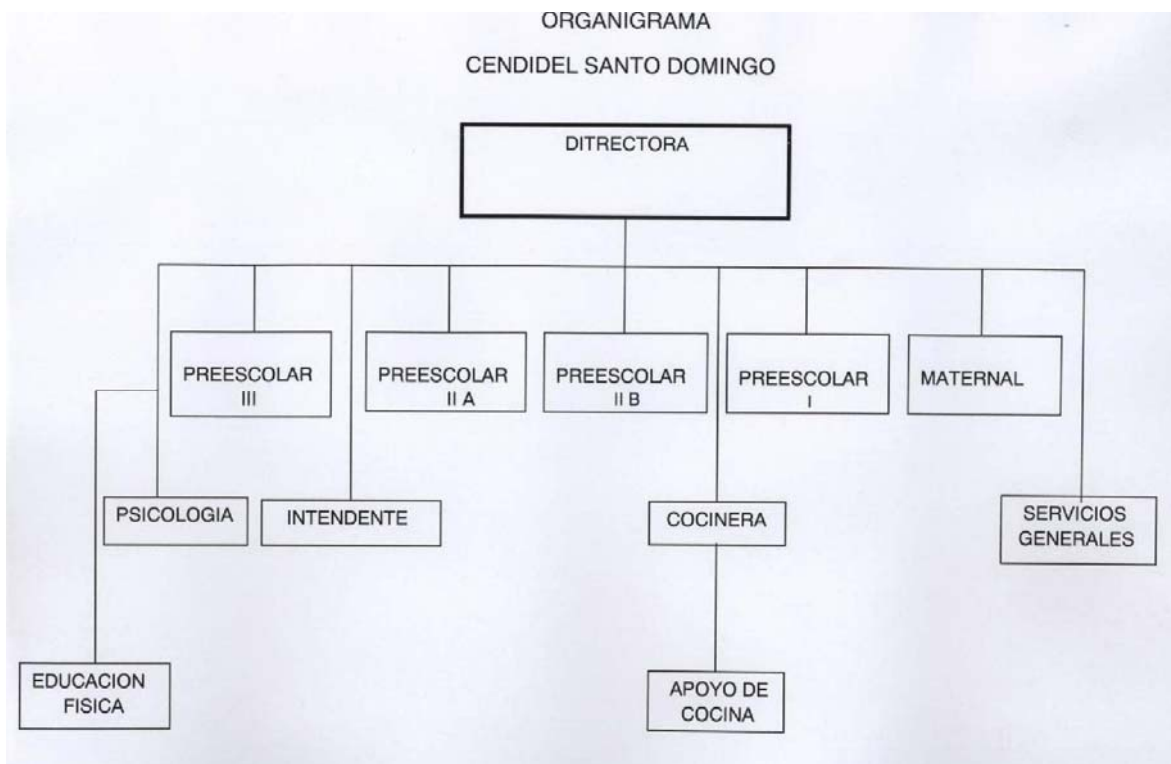 ORGANIGRAMA
CENDIDEL SANTO DOMINGO
DITRECTORA
PREESCOLAR
III
PREESCOLAR
II A
PREESCOLAR
II B
PREESCOLAR
I
MATERNAL
PSICOLOGIA
INTENDENTE
COCINERA
SERVICIOS
GENERALES
EDUCACION
FISICA
APOYO DE
COCINA